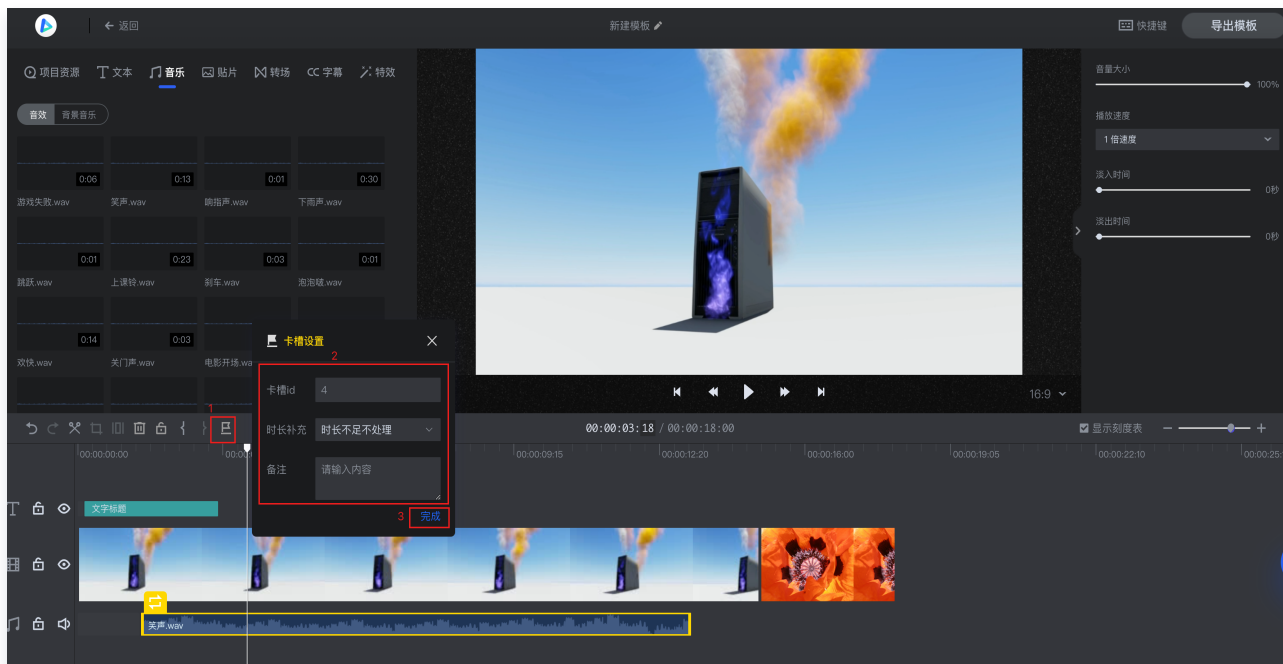 返回
新建模板
快捷键
导出模板
项目资源 文本 音乐 贴片 转场 CC 字幕 特效
音效 背景音乐
0:06 0:13 0:01 0:30
游戏失败.wav 笑声.wav 响指声.wav 下雨声.wav
0:01 0:23 0:03 0:01
跳跃.wav 上课铃.wav 刹车.wav 泡泡啵.wav
0:14 0:03
欢快.wav 关门声.wav 电影开场.wa
音量大小
100%
播放速度
1 倍速度
淡入时间
0秒
淡出时间
0秒
16:9
卡槽设置
2
卡槽id 4
时长补充 时长不足不处理
备注 请输入内容
3 完成
1
00:00:03:18 / 00:00:18:00
显示刻度表
00:00:00:00 00:00: 00:00:09:15 00:00:12:20 00:00:16:00 00:00:19:05 00:00:22:10 00:00:25:
T 文字标题
笑声.wav